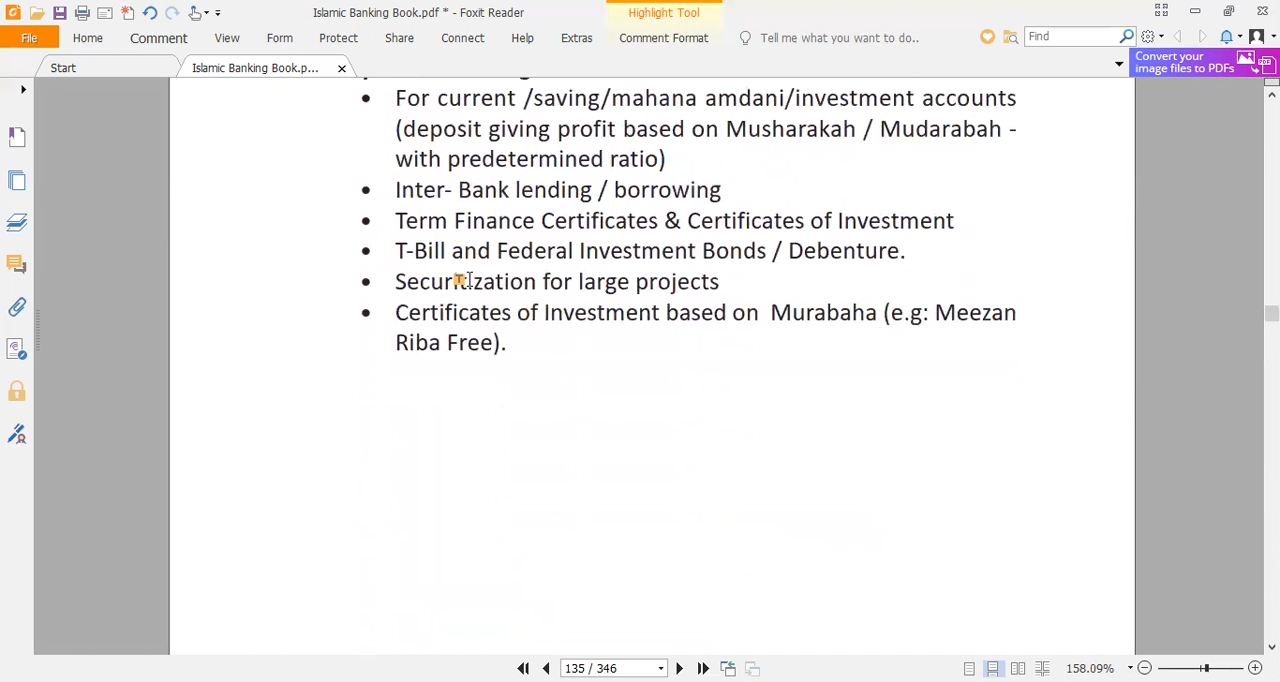 Islamic Banking Book.pdf * - Foxit Reader
Highlight Tool
File Home Comment View Form Protect Share Connect Help Extras Comment Format Tell me what you want to do.. Find
Start Islamic Banking Book.p... Convert your
image files to PDFs
• For current /saving/mahana amdani/investment accounts
(deposit giving profit based on Musharakah / Mudarabah -
with predetermined ratio)
• Inter- Bank lending / borrowing
• Term Finance Certificates & Certificates of Investment
• T-Bill and Federal Investment Bonds / Debenture.
• Securitization for large projects
• Certificates of Investment based on Murabaha (e.g: Meezan
Riba Free).
135 / 346 158.09%